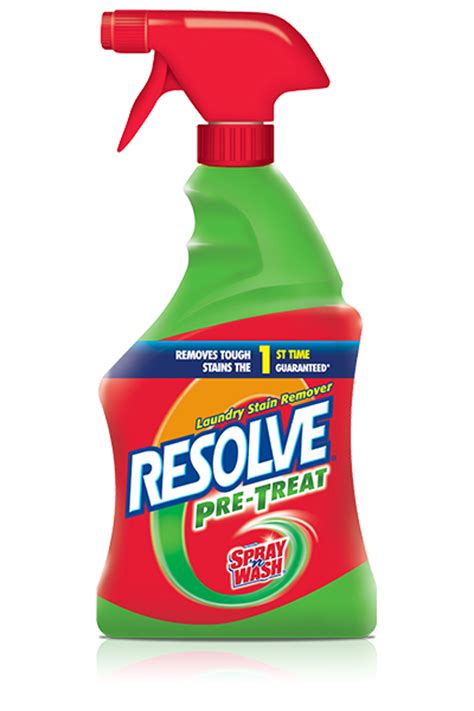 REMOVES TOUGH
STAINS THE
1
ST TIME
GUARANTEED*
Laundry Stain Remover
RESOLVE
PRE-TREAT
SPRAY
'n
WASH